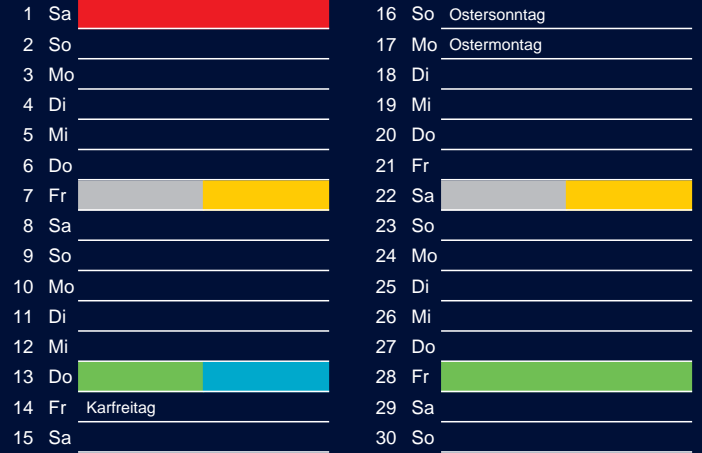 1 Sa
2 So
3 Mo
4 Di
5 Mi
6 Do
7 Fr
8 Sa
9 So
10 Mo
11 Di
12 Mi
13 Do
14 Fr Karfreitag
15 Sa
16 So Ostersonntag
17 Mo Ostermontag
18 Di
19 Mi
20 Do
21 Fr
22 Sa
23 So
24 Mo
25 Di
26 Mi
27 Do
28 Fr
29 Sa
30 So